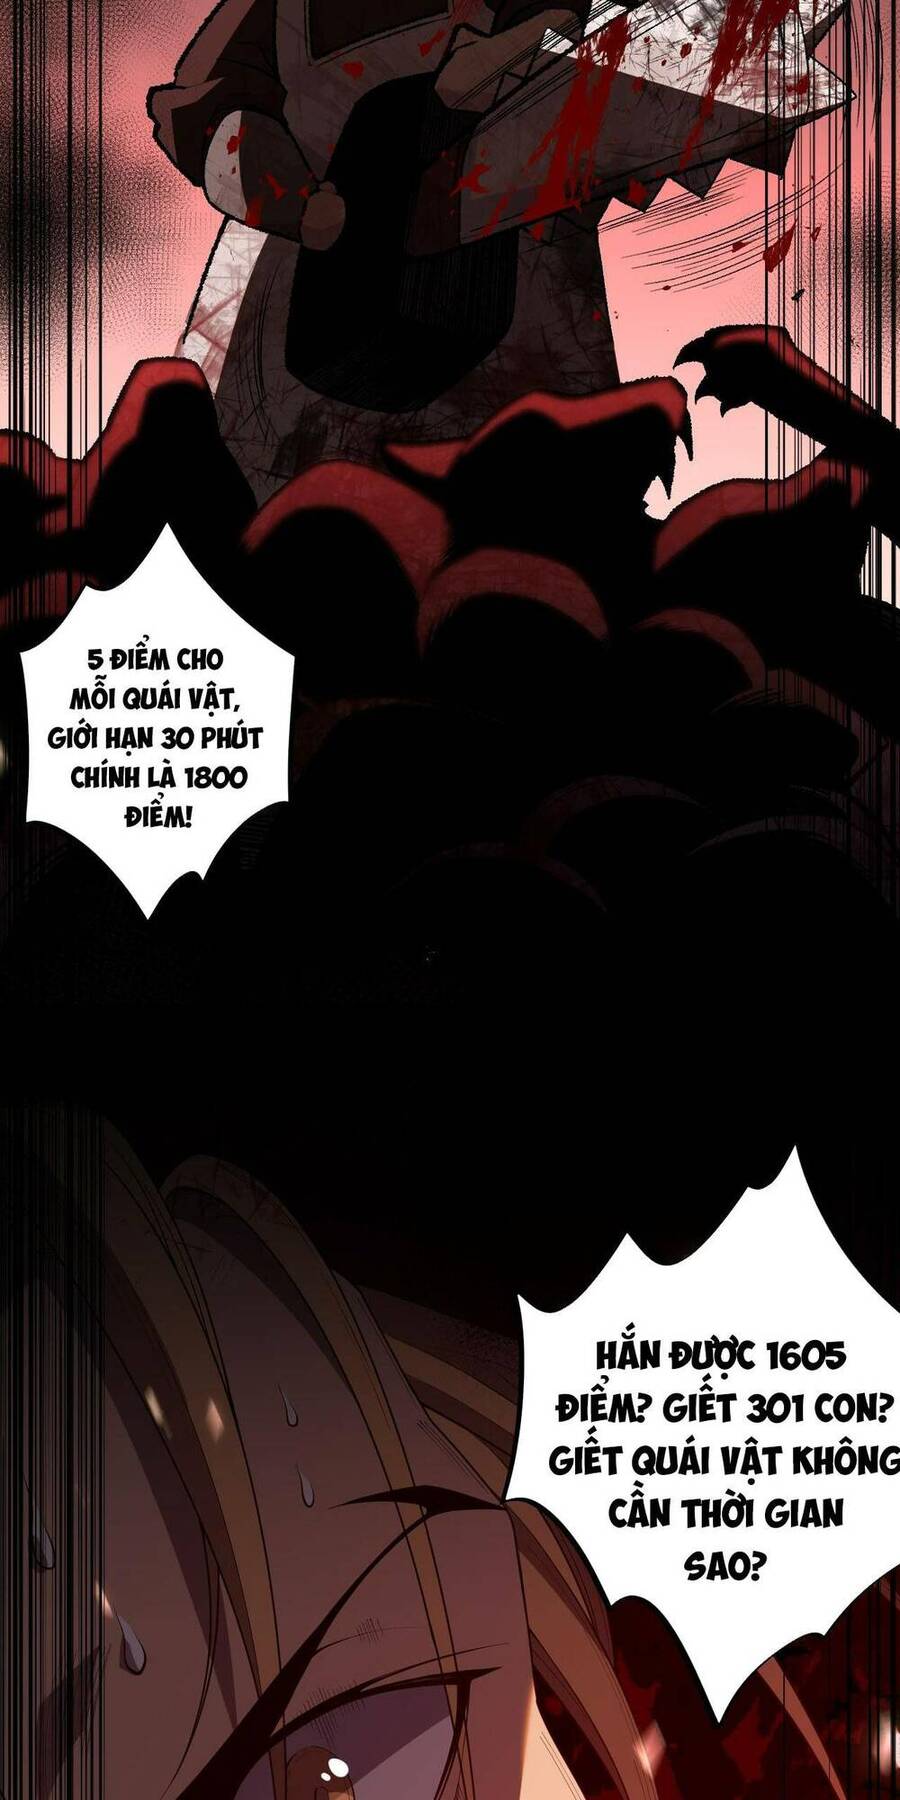 5 ĐIỂM CHO
MỖI QUÁI VẬT,
GIỚI HẠN 30 PHÚT
CHÍNH LÀ 1800
ĐIỂM!
HẮN ĐƯỢC 1605
ĐIỂM? GIẾT 301 CON?
GIẾT QUÁI VẬT KHÔNG
CẦN THỜI GIAN
SAO?